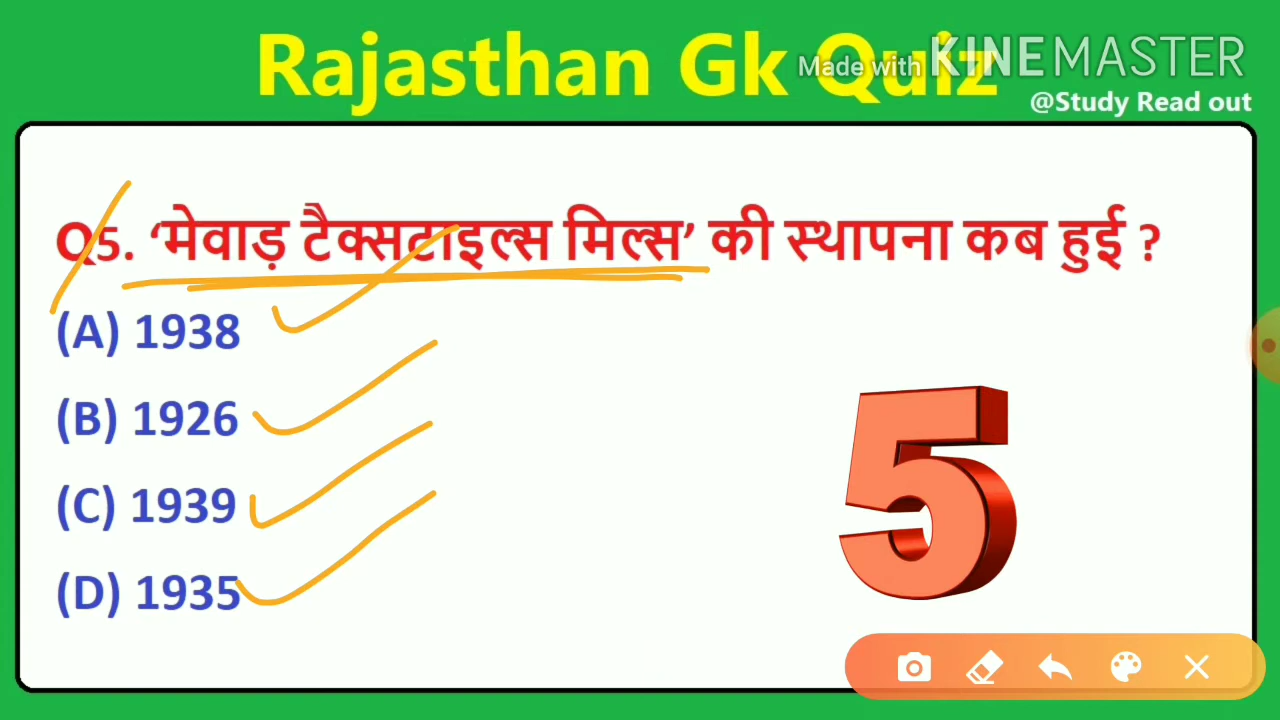 Rajasthan Gk Quiz
Made with KINEMASTER
@Study Read out
Q5. ‘मेवाड़ टैक्सटाइल्स मिल्स’ की स्थापना कब हुई ?
(A) 1938
(B) 1926
(C) 1939
(D) 1935
5